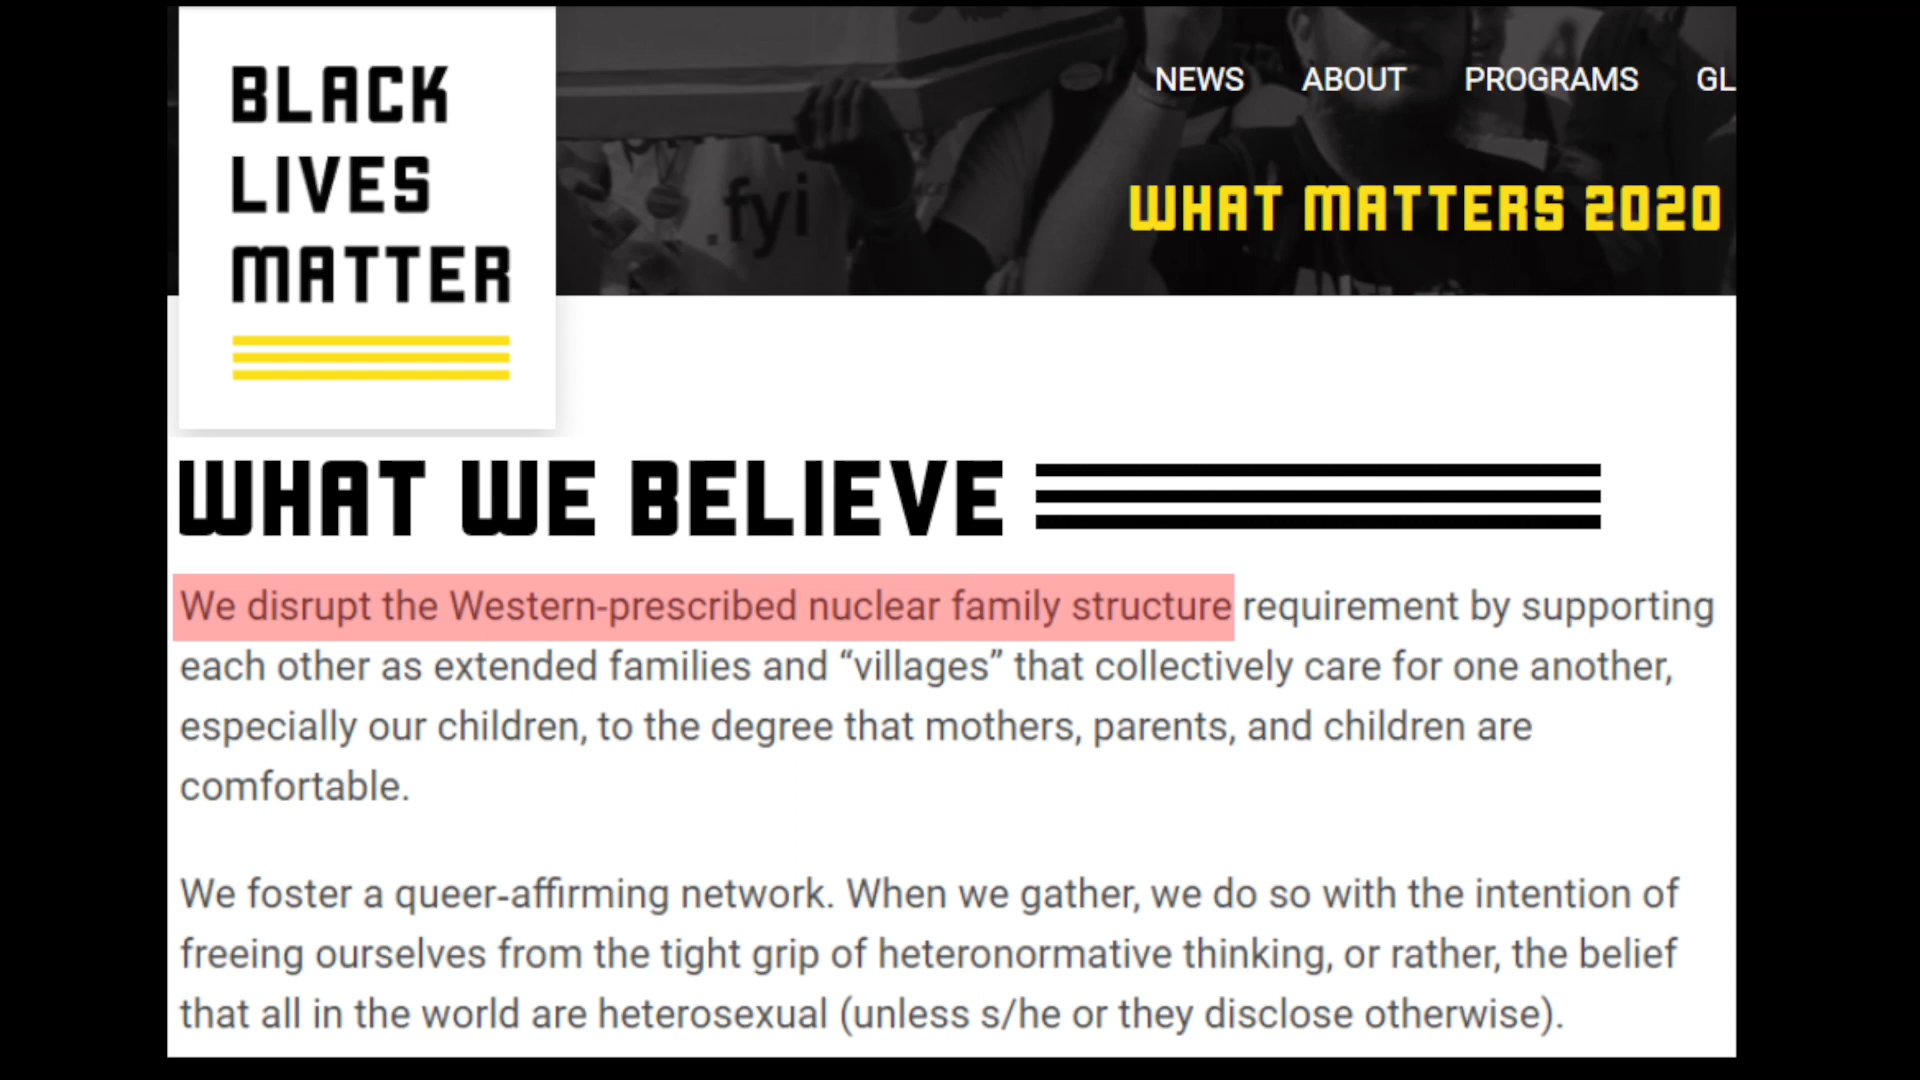 BLACK
LIVES
MATTER
NEWS ABOUT PROGRAMS GL
WHAT MATTERS 2020
.fyi
WHAT WE BELIEVE
We disrupt the Western-prescribed nuclear family structure requirement by supporting
each other as extended families and “villages” that collectively care for one another,
especially our children, to the degree that mothers, parents, and children are
comfortable.
We foster a queer-affirming network. When we gather, we do so with the intention of
freeing ourselves from the tight grip of heteronormative thinking, or rather, the belief
that all in the world are heterosexual (unless s/he or they disclose otherwise).